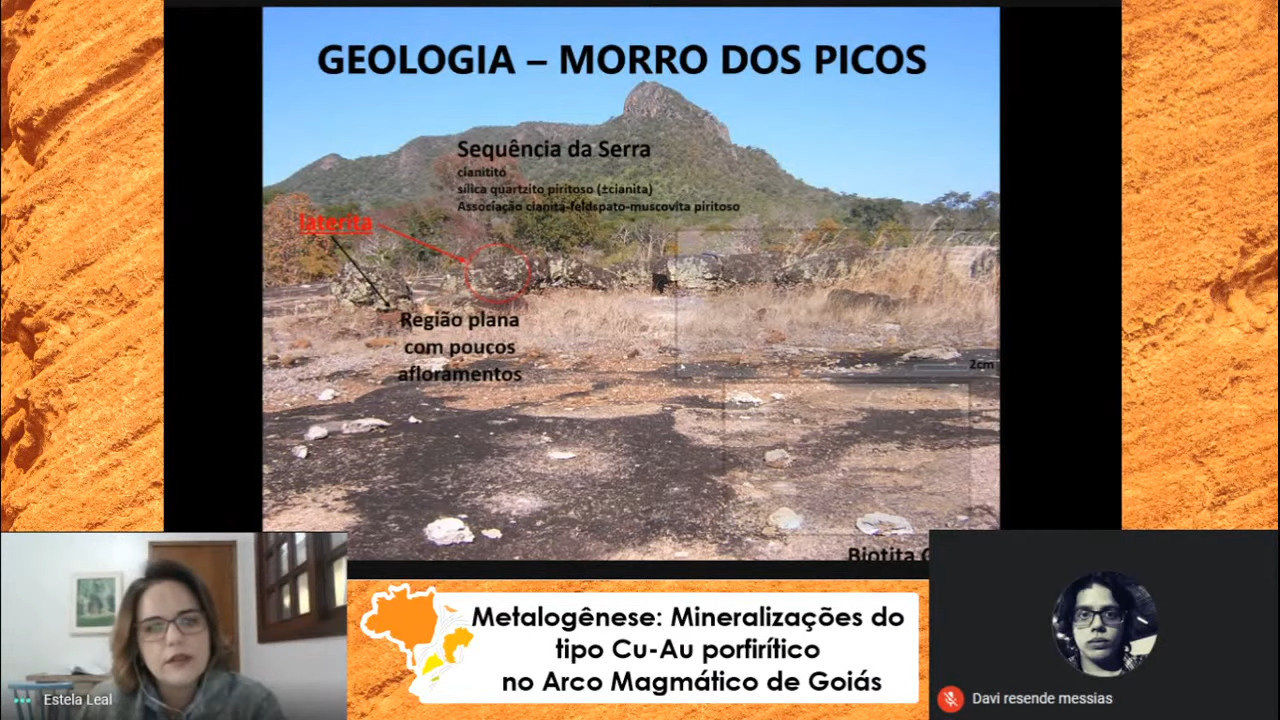 GEOLOGIA – MORRO DOS PICOS
Sequência da Serra
cianitito
sílica quartzito piritoso (±cianita)
Associação cianita-feldspato-muscovita piritoso
laterita
Região plana
com poucos
afloramentos
2cm
Biotita
Metalogênese: Mineralizações do
tipo Cu-Au porfirítico
no Arco Magmático de Goiás
Estela Leal
Davi resende messias